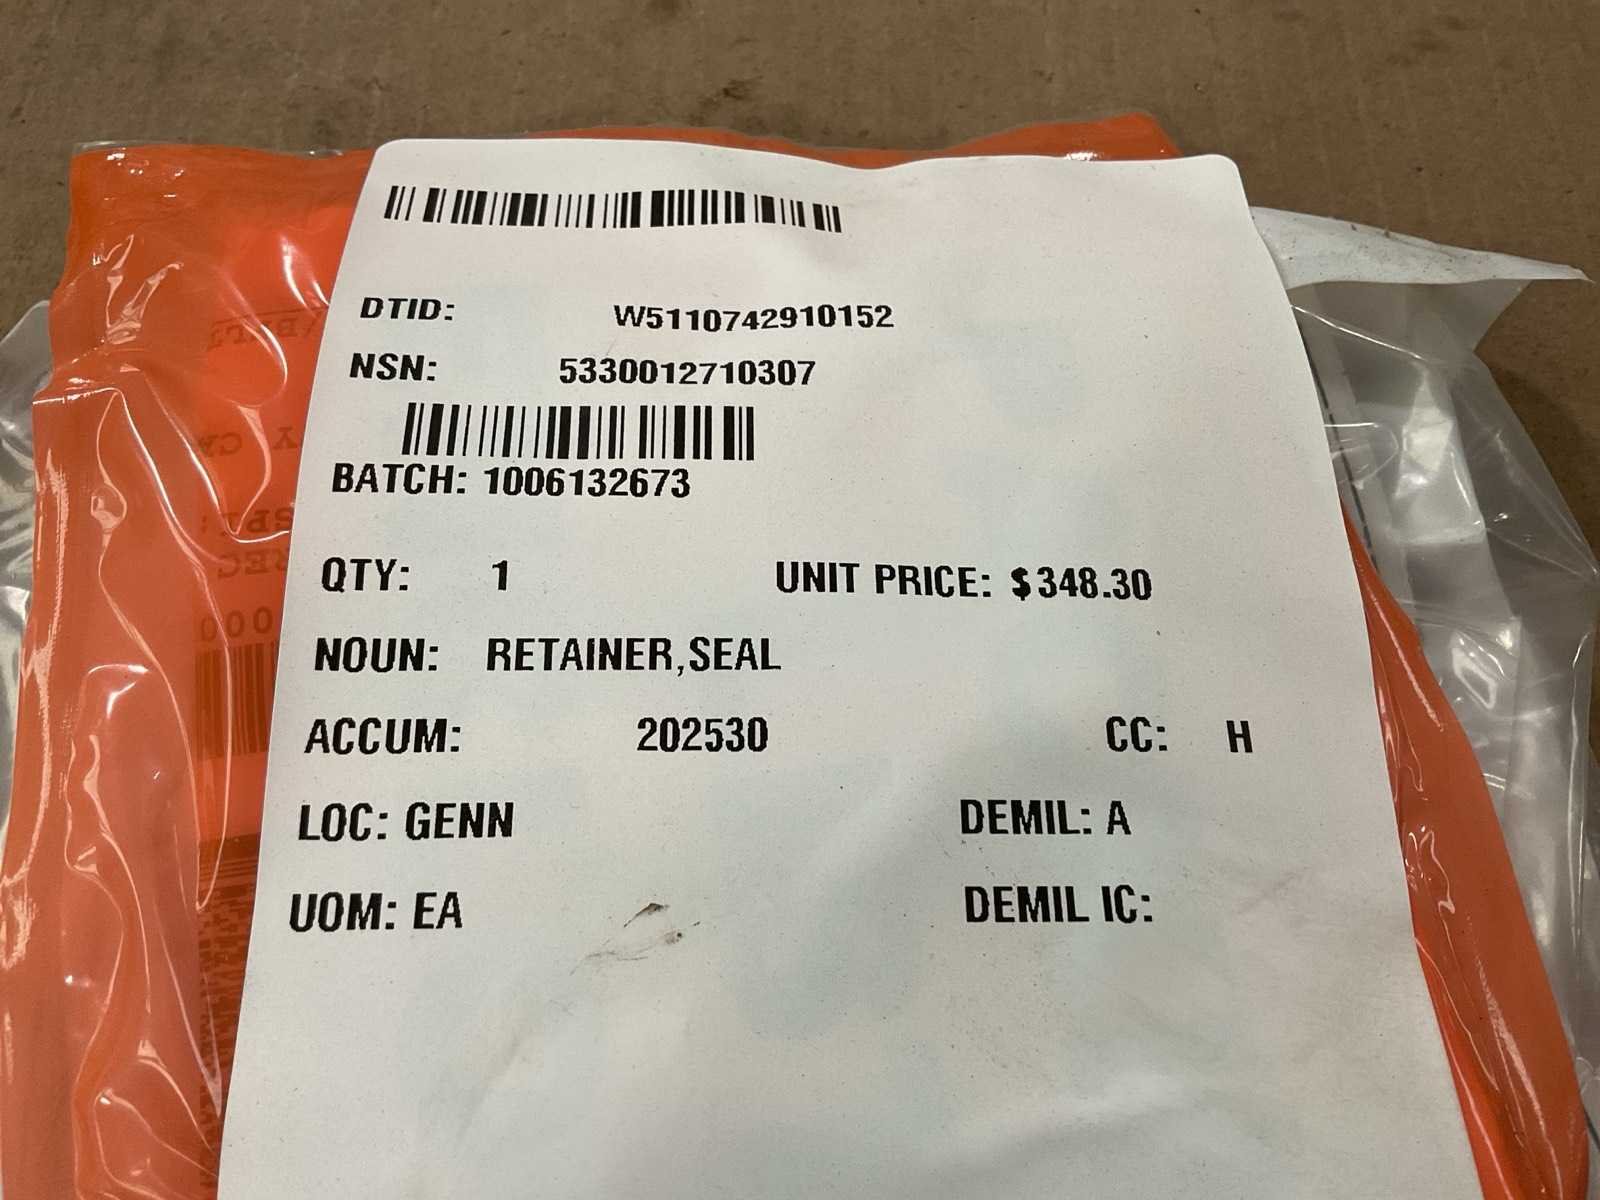 DTID: W5110742910152
NSN: 5330012710307
BATCH: 1006132673
QTY: 1 UNIT PRICE: $348.30
NOUN: RETAINER,SEAL
ACCUM: 202530 CC: H
LOC: GENN DEMIL: A
UOM: EA DEMIL IC: